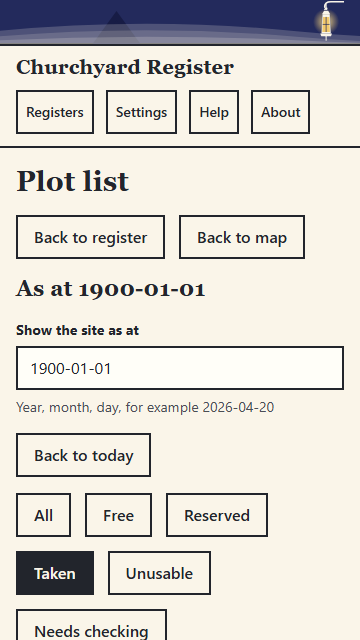 Churchyard Register
Registers Settings Help About
Plot list
Back to register Back to map
As at 1900-01-01
Show the site as at
1900-01-01
Year, month, day, for example 2026-04-20
Back to today
All Free Reserved
Taken Unusable
Needs checking